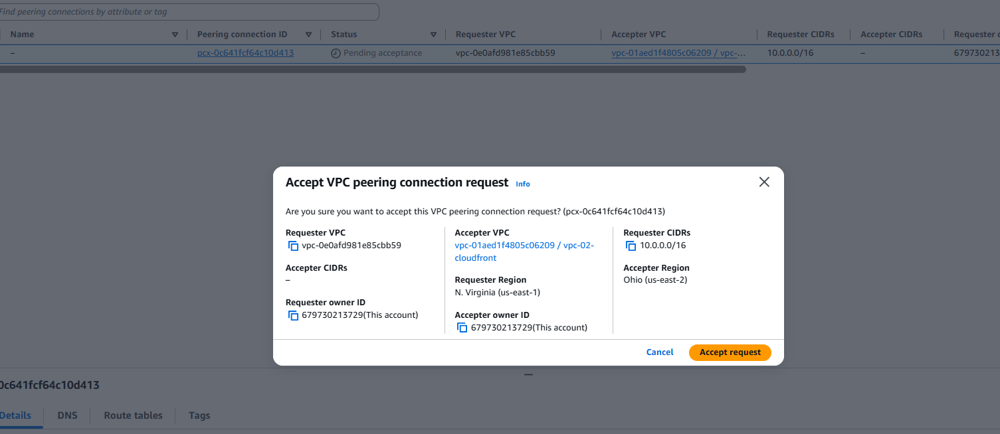 Find peering connections by attribute or tag
Name Peering connection ID Status Requester VPC Accepter VPC Requester CIDRs Accepter CIDRs Requester
– pcx-0c641fcf64c10d413 Pending acceptance vpc-0e0afd981e85cbb59 vpc-01aed1f4805c06209 / vpc-... 10.0.0.0/16 – 679730213
Accept VPC peering connection request Info
Are you sure you want to accept this VPC peering connection request? (pcx-0c641fcf64c10d413)
Requester VPC
vpc-0e0afd981e85cbb59
Accepter CIDRs
–
Requester owner ID
679730213729(This account)
Accepter VPC
vpc-01aed1f4805c06209 / vpc-02-
cloudfront
Requester Region
N. Virginia (us-east-1)
Accepter owner ID
679730213729(This account)
Requester CIDRs
10.0.0.0/16
Accepter Region
Ohio (us-east-2)
Cancel Accept request
0c641fcf64c10d413
Details DNS Route tables Tags